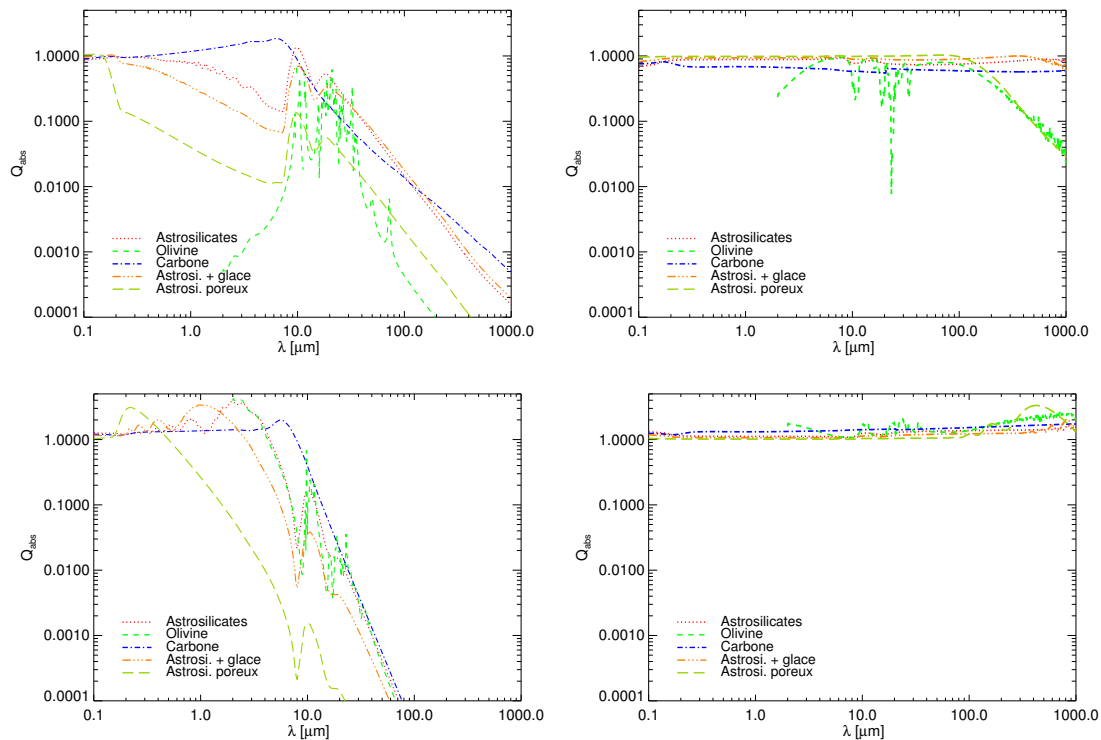 1.0000
0.1000
0.0100
0.0010
0.0001
Qabs
Astrosilicates
Olivine
Carbone
Astrosi. + glace
Astrosi. poreux
0.1 1.0 10.0 100.0 1000.0
λ [μm]
1.0000
0.1000
0.0100
0.0010
0.0001
Qabs
Astrosilicates
Olivine
Carbone
Astrosi. + glace
Astrosi. poreux
0.1 1.0 10.0 100.0 1000.0
λ [μm]
1.0000
0.1000
0.0100
0.0010
0.0001
Qabs
Astrosilicates
Olivine
Carbone
Astrosi. + glace
Astrosi. poreux
0.1 1.0 10.0 100.0 1000.0
λ [μm]
1.0000
0.1000
0.0100
0.0010
0.0001
Qabs
Astrosilicates
Olivine
Carbone
Astrosi. + glace
Astrosi. poreux
0.1 1.0 10.0 100.0 1000.0
λ [μm]